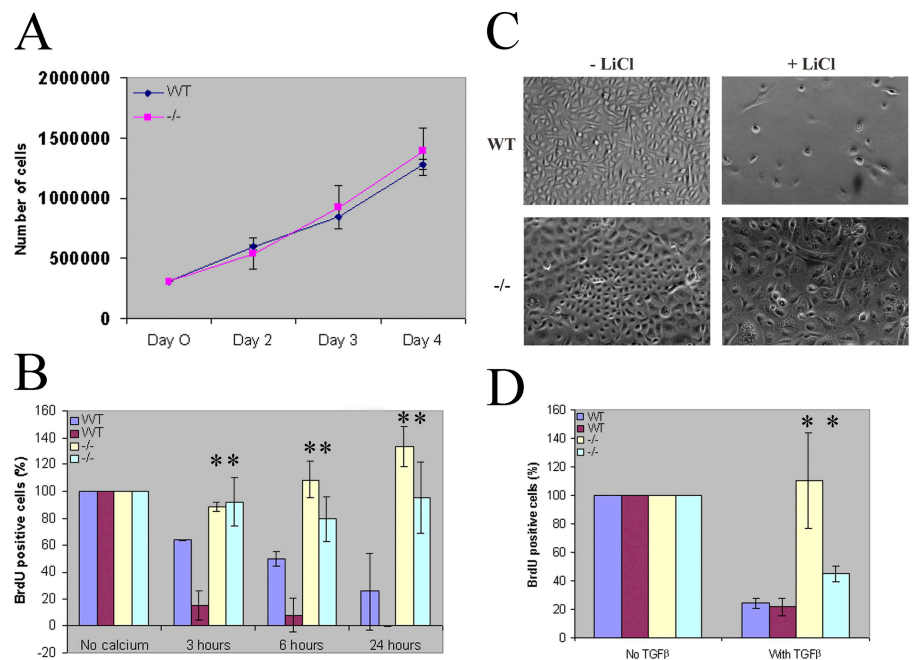 A
2000000
1500000
1000000
500000
0
Number of cells
WT
-/-
Day O
Day 2
Day 3
Day 4
C
- LiCl
+ LiCl
WT
-/-
B
160
140
120
100
80
60
40
20
0
-20
BrdU positive cells (%)
WT
WT
-/-
-/-
* *
* *
* *
No calcium
3 hours
6 hours
24 hours
D
160
140
120
100
80
60
40
20
0
BrdU positive cells (%)
WT
WT
-/-
-/-
* *
No TGFβ
With TGFβ